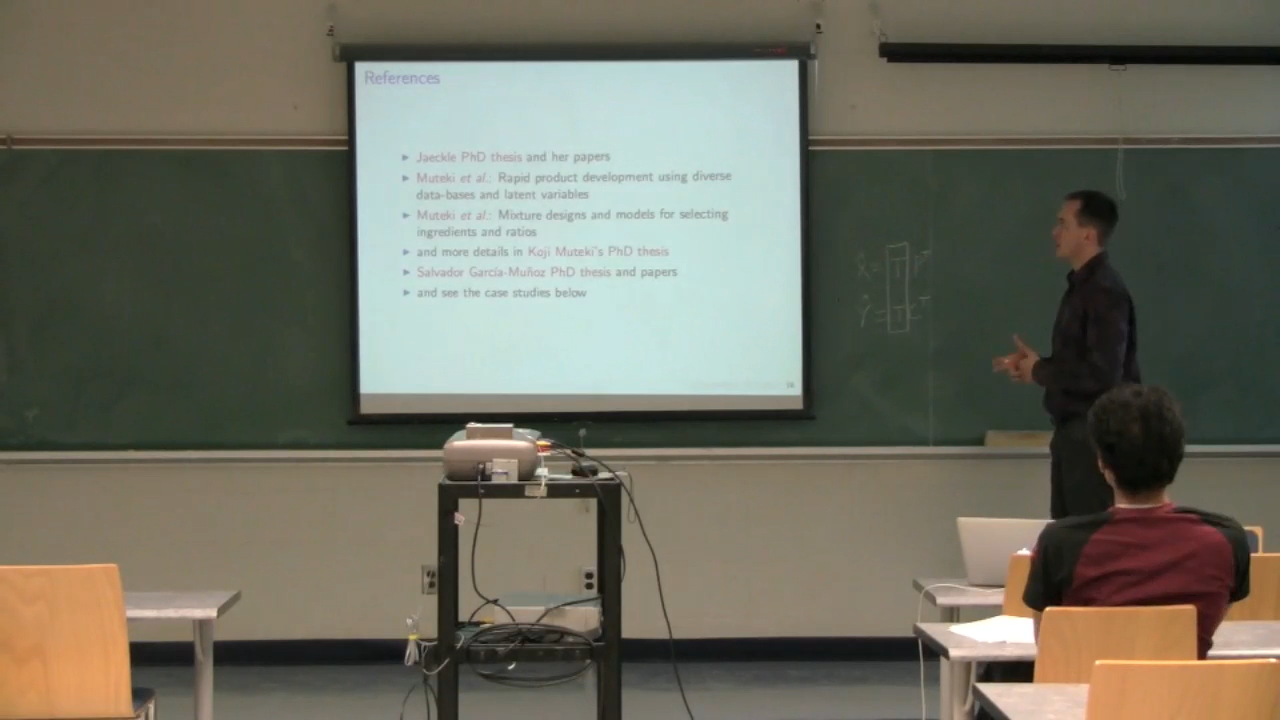 References
▶ Jaeckle PhD thesis and her papers
▶ Muteki et al.: Rapid product development using diverse
data-bases and latent variables
▶ Muteki et al.: Mixture designs and models for selecting
ingredients and ratios
▶ and more details in Koji Muteki's PhD thesis
▶ Salvador García-Muñoz PhD thesis and papers
▶ and see the case studies below